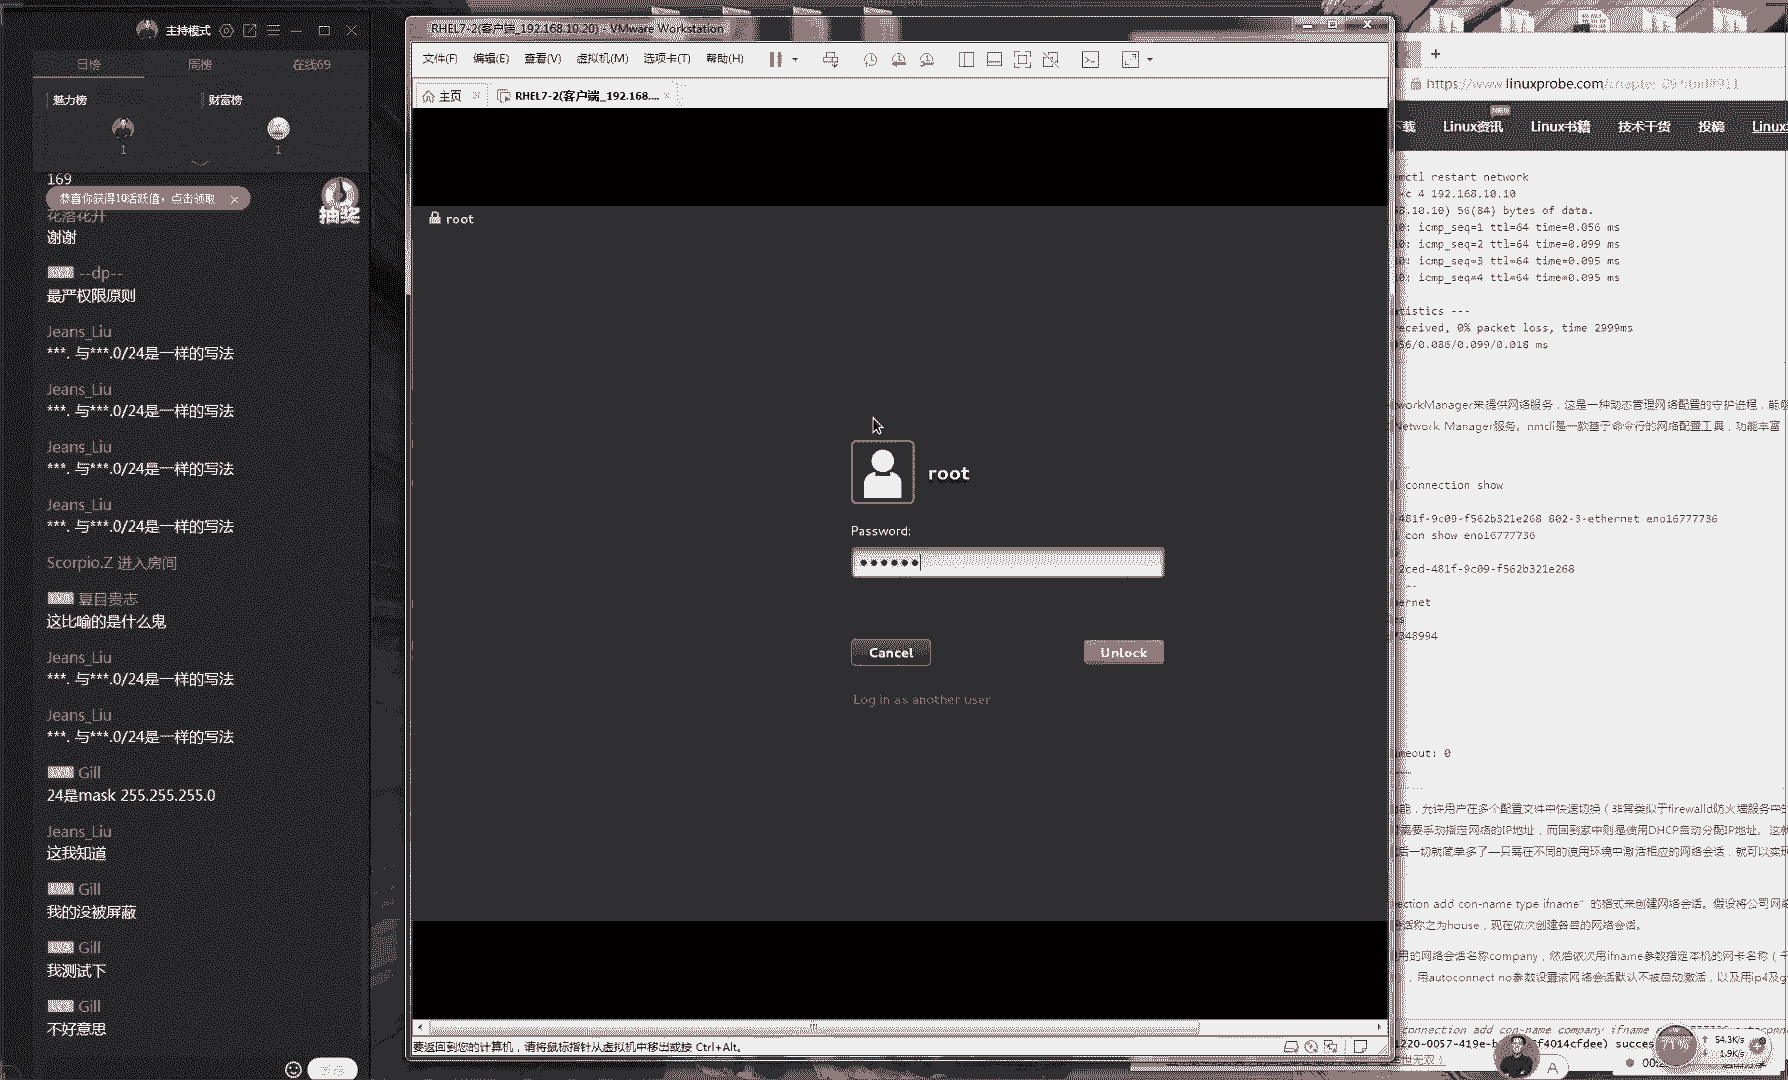 主持模式
日榜
周榜
在线69
魅力榜
财富榜
1
1
169
恭喜你获得10活跃值，点击领取
抽奖
花落花开
谢谢
--dp--
最严权限原则
Jeans_Liu
***. 与***.0/24是一样的写法
Jeans_Liu
***. 与***.0/24是一样的写法
Jeans_Liu
***. 与***.0/24是一样的写法
Jeans_Liu
***. 与***.0/24是一样的写法
Scorpio.Z 进入房间
夏目贵志
这比喻的是什么鬼
Jeans_Liu
***. 与***.0/24是一样的写法
Jeans_Liu
***. 与***.0/24是一样的写法
Gill
24是mask 255.255.255.0
Jeans_Liu
这我知道
Gill
我的没被屏蔽
Gill
我测试下
Gill
不好意思
RHEL7-2(客户端_192.168.10.20) - VMware Workstation
文件(F) 编辑(E) 查看(V) 虚拟机(M) 选项卡(T) 帮助(H)
主页
RHEL7-2(客户端_192.168....
root
root
Password:
Cancel
Unlock
Log in as another user
要返回到您的计算机，请将鼠标指针从虚拟机中移出或按 Ctrl+Alt。
https://www.linuxprobe.com/chapter-09.html#911
载 Linux资讯 Linux书籍 技术干货 投稿 Linux
mctl restart network
c 4 192.168.10.10
8.10.10) 56(84) bytes of data.
10: icmp_seq=1 ttl=64 time=0.056 ms
10: icmp_seq=2 ttl=64 time=0.099 ms
10: icmp_seq=3 ttl=64 time=0.095 ms
10: icmp_seq=4 ttl=64 time=0.095 ms
tistics ---
eceived, 0% packet loss, time 2999ms
56/0.086/0.099/0.018 ms
workManager来提供网络服务，这是一种动态管理网络配置的守护进程，能够
Network Manager服务。nmcli是一款基于命令行的网络配置工具，功能丰富
connection show
481f-9c09-f562b321e268 802-3-ethernet eno16777736
con show eno16777736
2ced-481f-9c09-f562b321e268
ernet
248994
meout: 0
能，允许用户在多个配置文件中快速切换（非常类似于firewalld防火墙服务中的
需要手动指定网络的IP地址，而回到家中则是使用DHCP自动分配IP地址。这就
后一切就简单多了—只需在不同的使用环境中激活相应的网络会话，就可以实现
ection add con-name type ifname”的格式来创建网络会话。假设将公司网络
话称之为house，现在依次创建各自的网络会话。
用的网络会话名称company，然后依次用ifname参数指定本机的网卡名称（千
，用autoconnect no参数设置该网络会话默认不被自动激活，以及用ip4及g
connection add con-name company ifname
1220-0057-419e-b
f4014cfdee) succes
71%
54.3K/s
1.9K/s
A